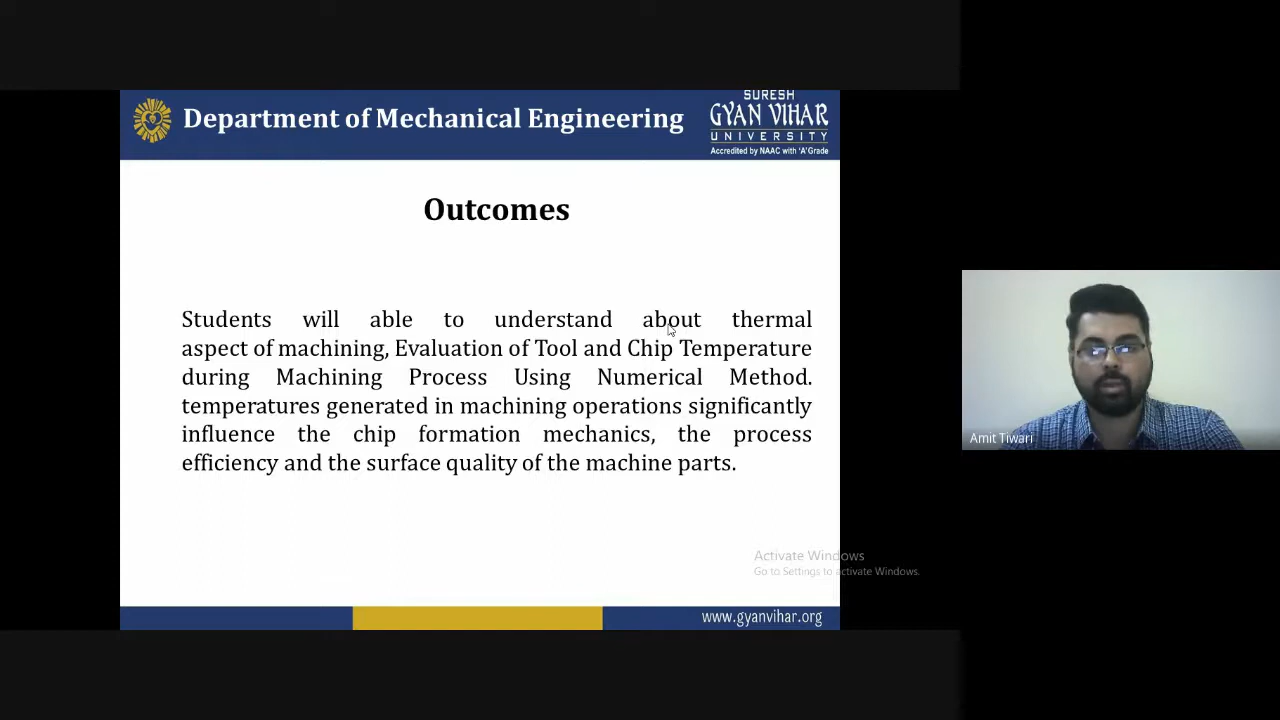 Department of Mechanical Engineering
SURESH
GYAN VIHAR
UNIVERSITY
Accredited by NAAC with 'A' Grade
Outcomes
Students will able to understand about thermal
aspect of machining, Evaluation of Tool and Chip Temperature
during Machining Process Using Numerical Method.
temperatures generated in machining operations significantly
influence the chip formation mechanics, the process
efficiency and the surface quality of the machine parts.
Amit Tiwari
Activate Windows
Go to Settings to activate Windows.
www.gyanvihar.org